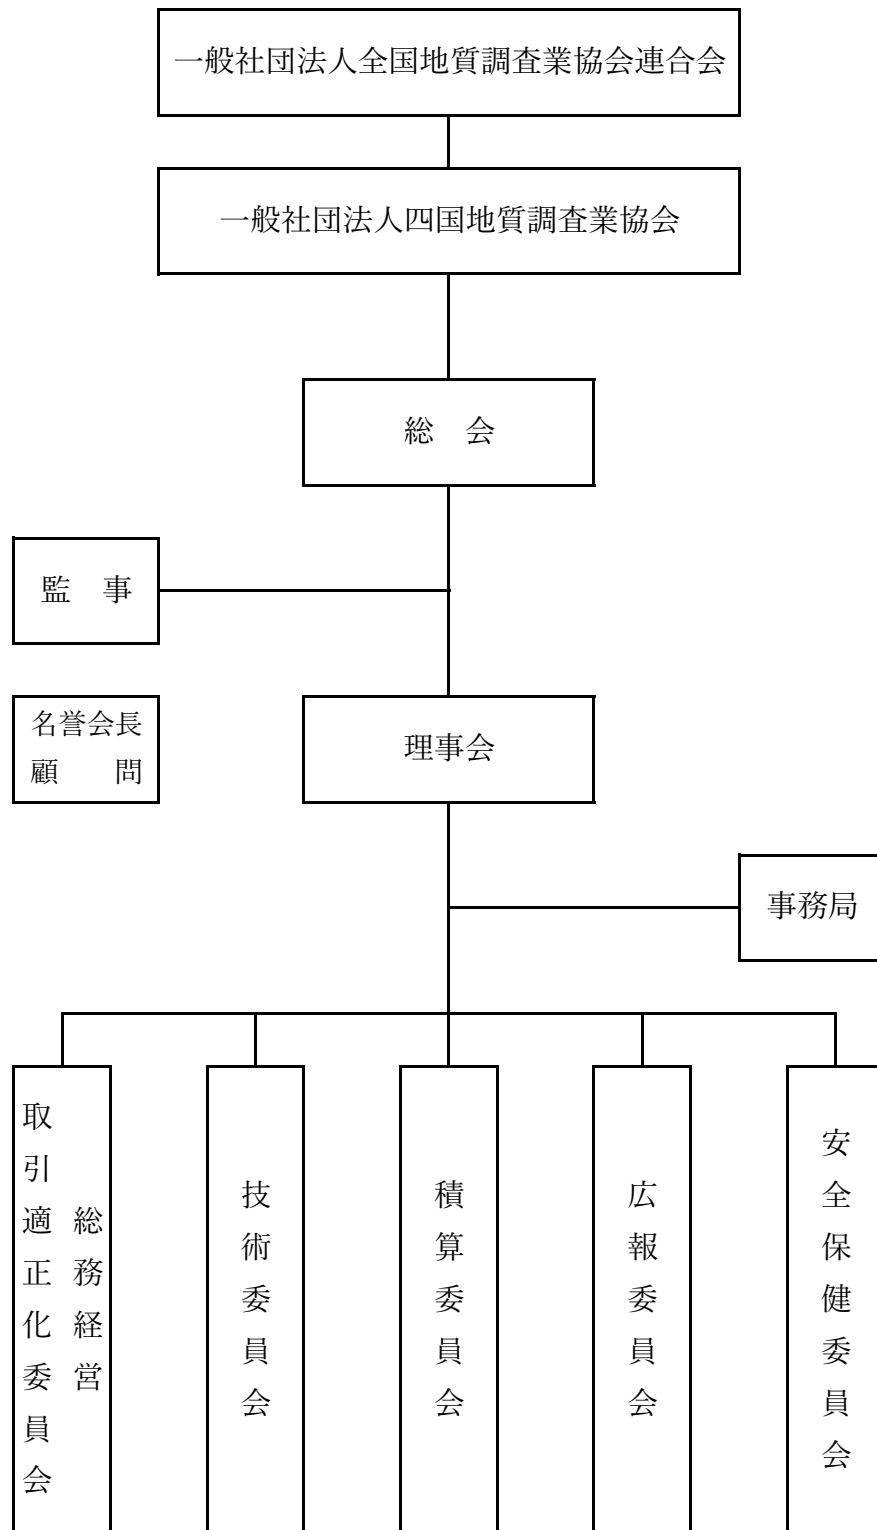 一般社団法人全国地質調査業協会連合会
一般社団法人四国地質調査業協会
総　会
監　事
名誉会長
顧　　問
理事会
事務局
総務経営
取引適正化委員会
技術委員会
積算委員会
広報委員会
安全保健委員会